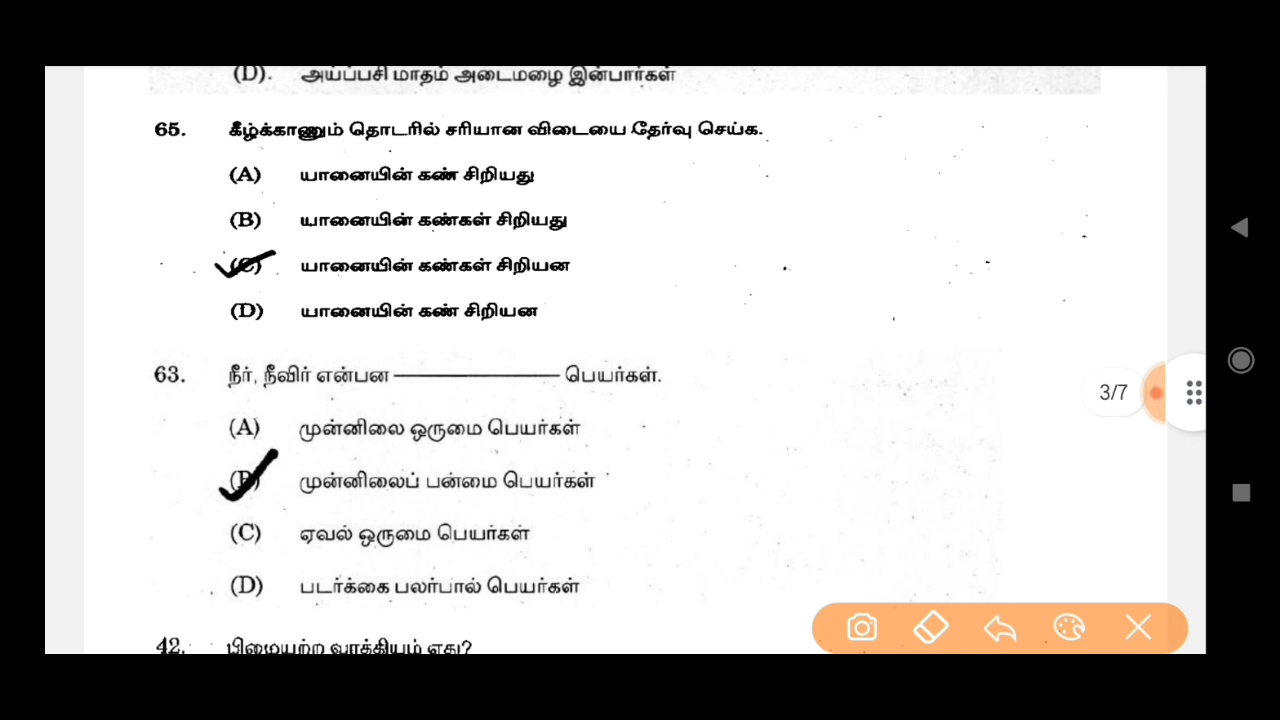 (D). அய்ப்பசி மாதம் அடைமழை இன்பார்கள்
65. கீழ்க்காணும் தொடரில் சரியான விடையை தேர்வு செய்க.
(A) யானையின் கண் சிறியது
(B) யானையின் கண்கள் சிறியது
(C) யானையின் கண்கள் சிறியன
(D) யானையின் கண் சிறியன
63. நீர், நீவிர் என்பன ——— பெயர்கள்.
(A) முன்னிலை ஒருமை பெயர்கள்
(B) முன்னிலைப் பன்மை பெயர்கள்
(C) ஏவல் ஒருமை பெயர்கள்
(D) படர்க்கை பலர்பால் பெயர்கள்
42. பிழையற்ற வாக்கியம் எது?
3/7